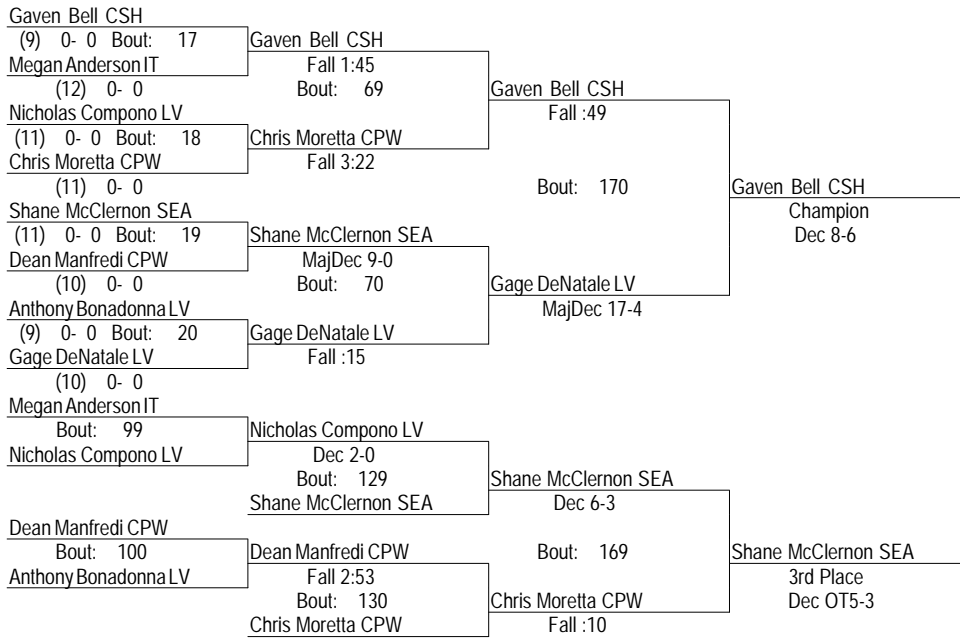 Gaven Bell CSH
(9) 0- 0 Bout: 17
Megan Anderson IT
(12) 0- 0
Nicholas Compono LV
(11) 0- 0 Bout: 18
Chris Moretta CPW
(11) 0- 0
Shane McClernon SEA
(11) 0- 0 Bout: 19
Dean Manfredi CPW
(10) 0- 0
Anthony Bonadonna LV
(9) 0- 0 Bout: 20
Gage DeNatale LV
(10) 0- 0
Gaven Bell CSH
Fall 1:45
Bout: 69
Chris Moretta CPW
Fall 3:22
Shane McClernon SEA
MajDec 9-0
Bout: 70
Gage DeNatale LV
Fall :15
Gaven Bell CSH
Fall :49
Bout: 170
Gage DeNatale LV
MajDec 17-4
Gaven Bell CSH
Champion
Dec 8-6
Megan Anderson IT
Bout: 99
Nicholas Compono LV
Dean Manfredi CPW
Bout: 100
Anthony Bonadonna LV
Nicholas Compono LV
Dec 2-0
Bout: 129
Shane McClernon SEA
Dean Manfredi CPW
Fall 2:53
Bout: 130
Chris Moretta CPW
Shane McClernon SEA
Dec 6-3
Bout: 169
Chris Moretta CPW
Fall :10
Shane McClernon SEA
3rd Place
Dec OT5-3